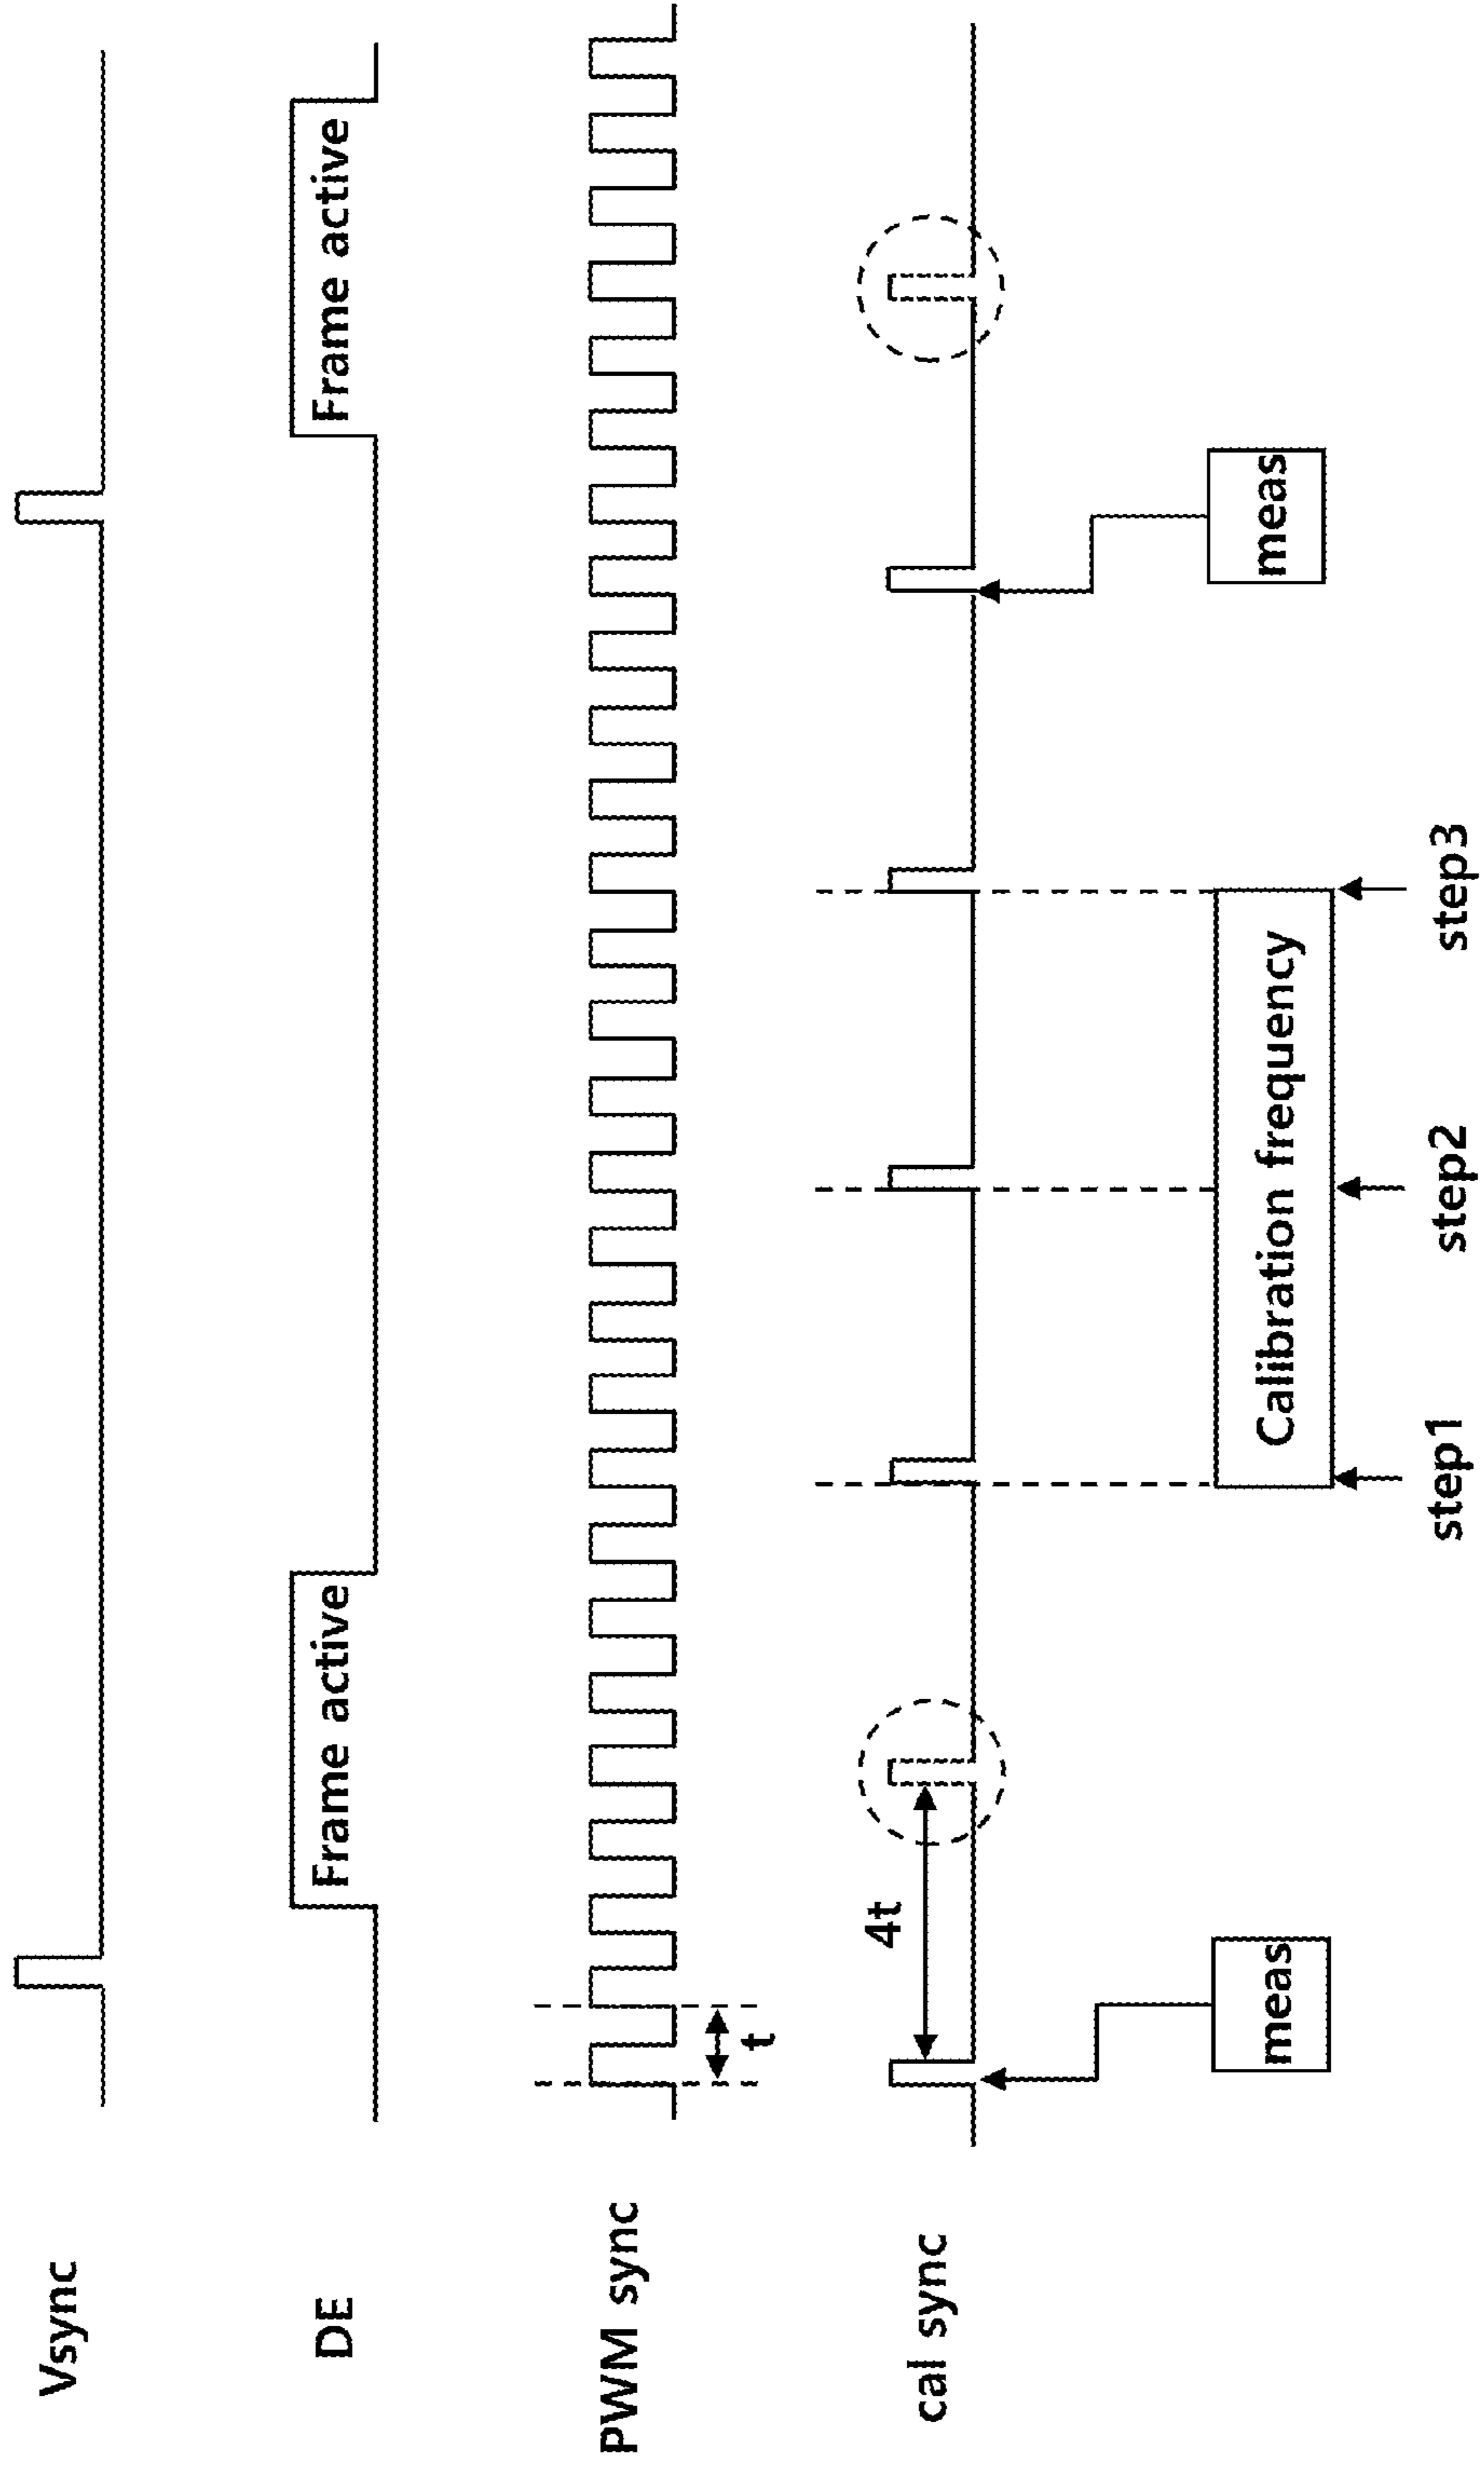 Vsync
DE
Frame active
Frame active
PWM sync
t
cal sync
4t
meas
meas
Calibration frequency
step1
step2
step3